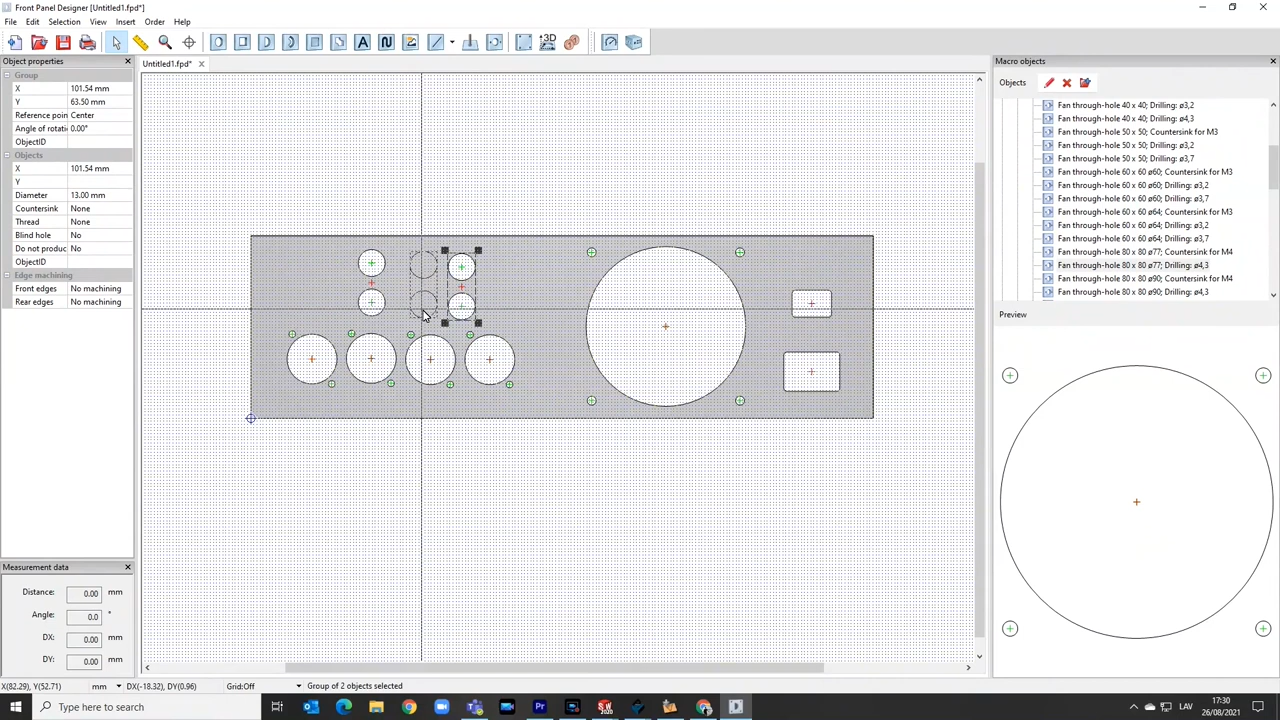 Front Panel Designer [Untitled1.fpd*]
File Edit Selection View Insert Order Help
A 3D
Object properties
Untitled1.fpd*
Macro objects
Group
X 101.54 mm
Y 63.50 mm
Reference poin Center
Angle of rotati 0.00°
ObjectID
Objects
X 101.54 mm
Y
Diameter 13.00 mm
Countersink None
Thread None
Blind hole No
Do not produc No
ObjectID
Edge machining
Front edges No machining
Rear edges No machining
Objects
Fan through-hole 40 x 40; Drilling: ø3,2
Fan through-hole 40 x 40; Drilling: ø4,3
Fan through-hole 50 x 50; Countersink for M3
Fan through-hole 50 x 50; Drilling: ø3,2
Fan through-hole 50 x 50; Drilling: ø3,7
Fan through-hole 60 x 60 ø60; Countersink for M3
Fan through-hole 60 x 60 ø60; Drilling: ø3,2
Fan through-hole 60 x 60 ø60; Drilling: ø3,7
Fan through-hole 60 x 60 ø64; Countersink for M3
Fan through-hole 60 x 60 ø64; Drilling: ø3,2
Fan through-hole 60 x 60 ø64; Drilling: ø3,7
Fan through-hole 80 x 80 ø77; Countersink for M4
Fan through-hole 80 x 80 ø77; Drilling: ø4,3
Fan through-hole 80 x 80 ø90; Countersink for M4
Fan through-hole 80 x 80 ø90; Drilling: ø4,3
Preview
Measurement data
Distance: 0.00 mm
Angle: 0.0 °
DX: 0.00 mm
DY: 0.00 mm
X(82.29), Y(52.71) mm DX(-18.32), DY(0.96) Grid:Off Group of 2 objects selected
Type here to search
Pr
SW
2020
LAV
17:30
26/08/2021